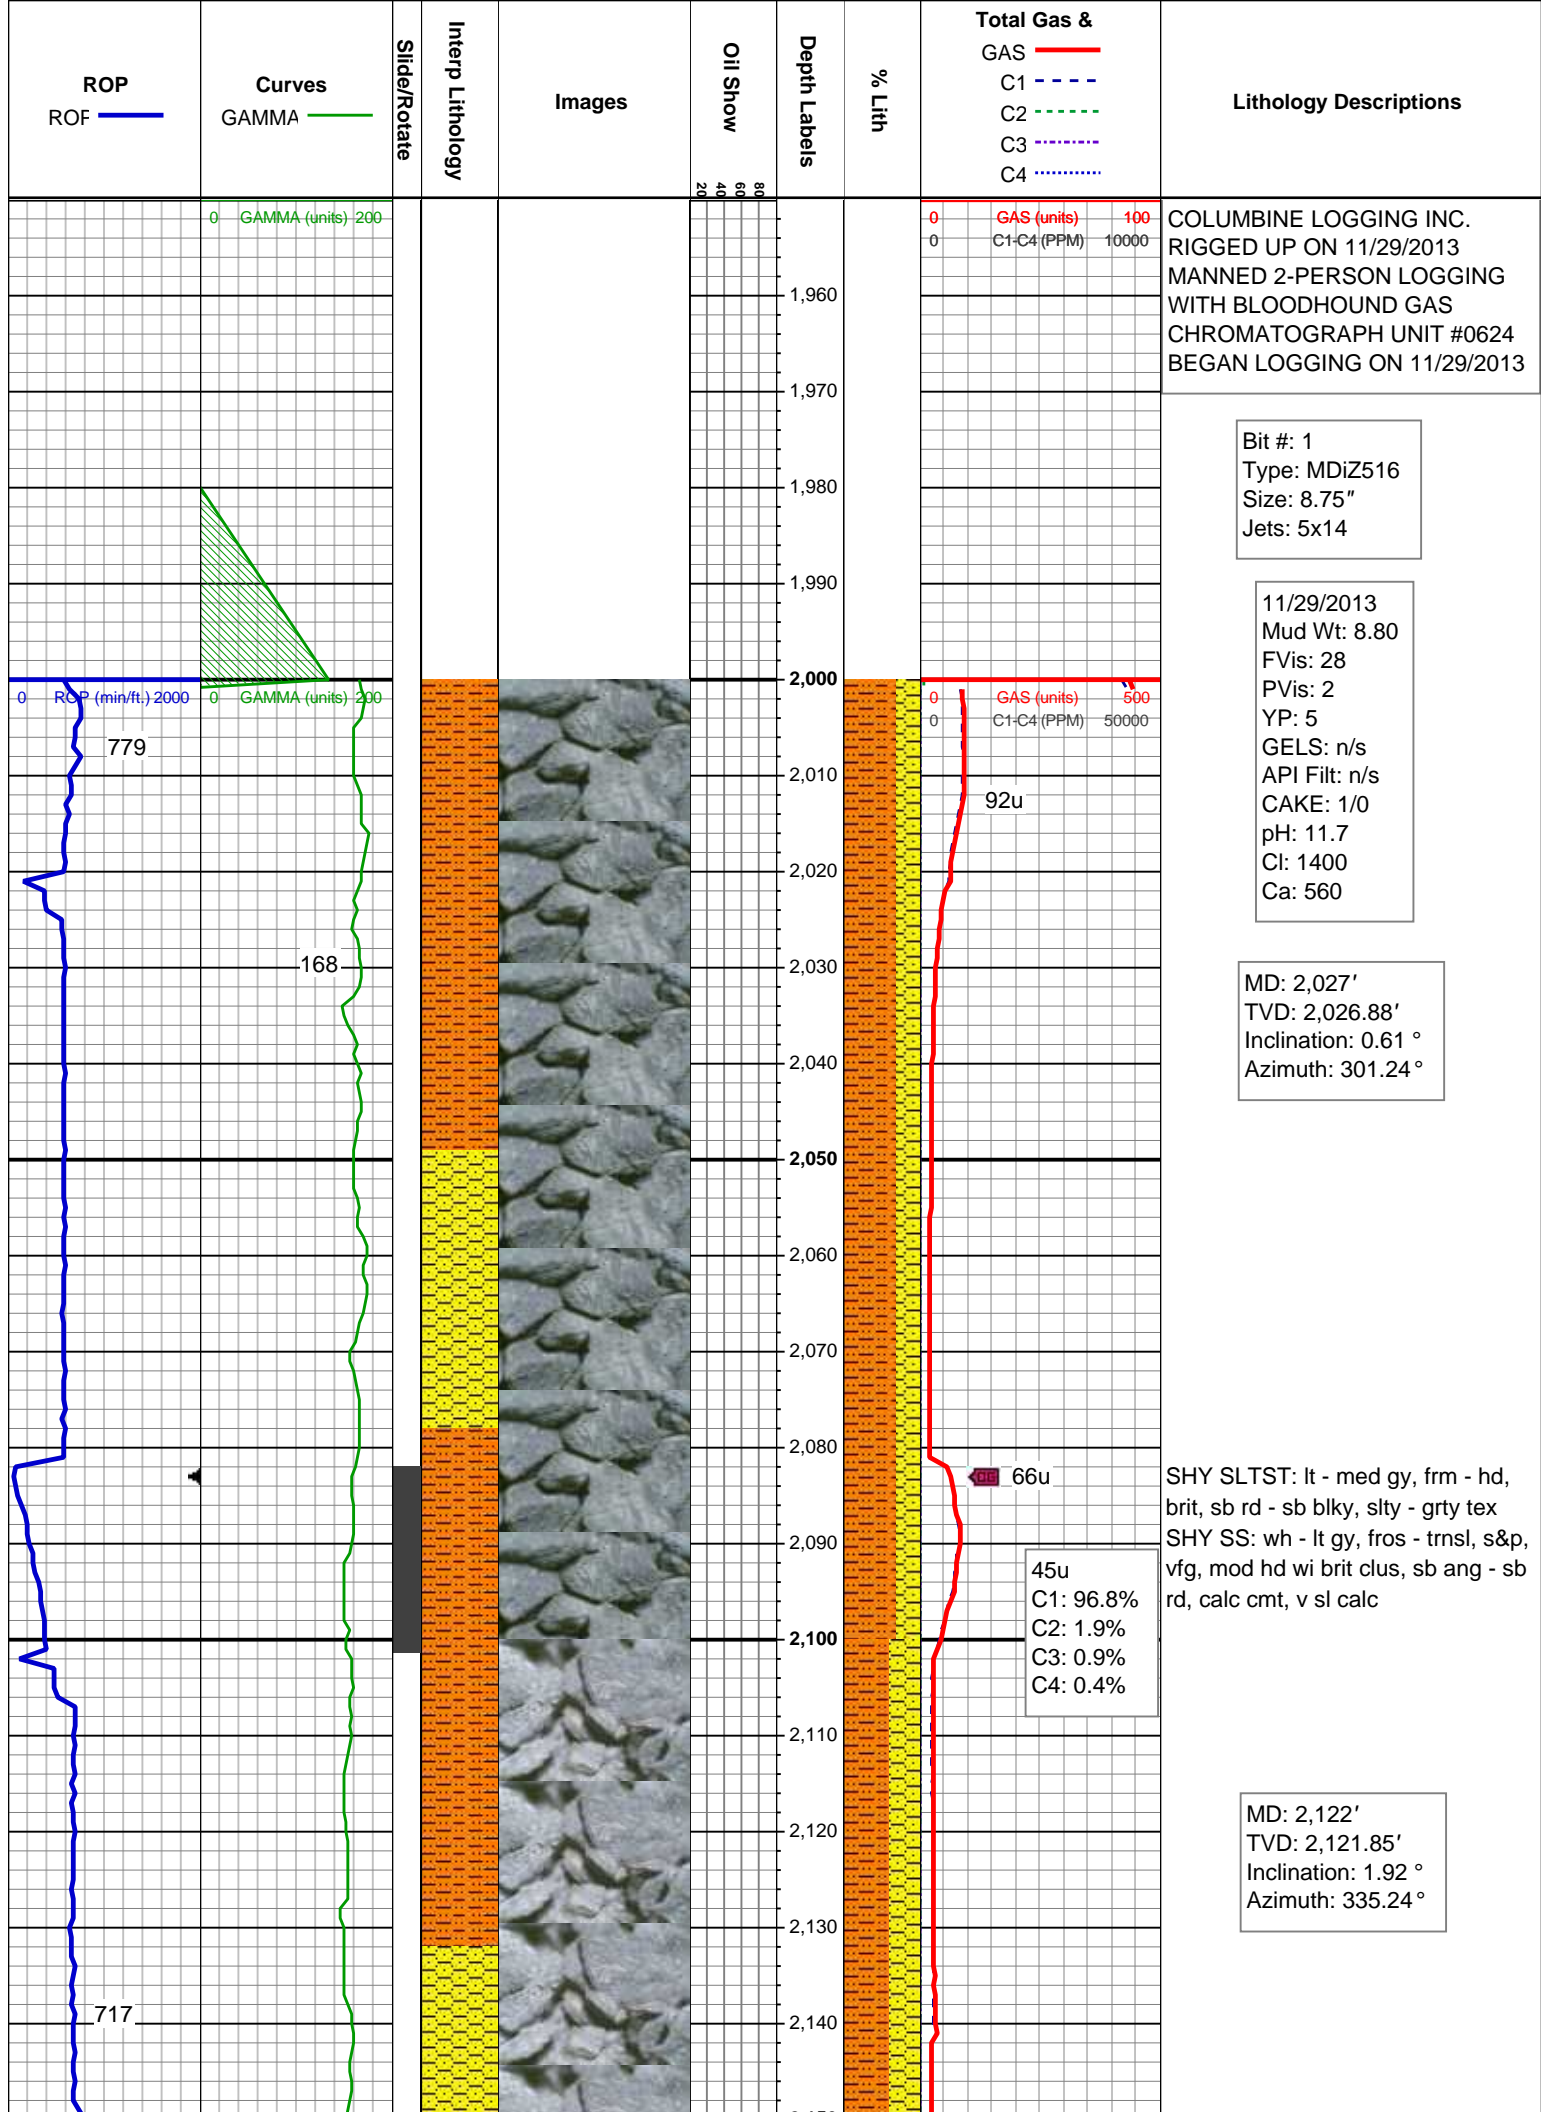 ROP
ROP
Curves
GAMMA
Slide/Rotate
Interp Lithology
Images
Oil Show
20
40
60
80
Depth Labels
% Lith
Total Gas &
GAS
C1
C2
C3
C4
Lithology Descriptions
0 GAMMA (units) 200
0 GAS (units) 100
0 C1-C4 (PPM) 10000
COLUMBINE LOGGING INC.
RIGGED UP ON 11/29/2013
MANNED 2-PERSON LOGGING
WITH BLOODHOUND GAS
CHROMATOGRAPH UNIT #0624
BEGAN LOGGING ON 11/29/2013
1,960
1,970
1,980
1,990
Bit #: 1
Type: MDiZ516
Size: 8.75"
Jets: 5x14
11/29/2013
Mud Wt: 8.80
FVis: 28
PVis: 2
YP: 5
GELS: n/s
API Filt: n/s
CAKE: 1/0
pH: 11.7
Cl: 1400
Ca: 560
0 ROP (min/ft.) 2000
0 GAMMA (units) 200
2,000
0 GAS (units) 500
0 C1-C4 (PPM) 50000
779
2,010
92u
2,020
168
2,030
MD: 2,027'
TVD: 2,026.88'
Inclination: 0.61 °
Azimuth: 301.24°
2,040
2,050
2,060
2,070
2,080
CG
66u
SHY SLTST: lt - med gy, frm - hd,
brit, sb rd - sb blky, slty - grty tex
SHY SS: wh - lt gy, fros - trnsl, s&p,
vfg, mod hd wi brit clus, sb ang - sb
rd, calc cmt, v sl calc
2,090
45u
C1: 96.8%
C2: 1.9%
C3: 0.9%
C4: 0.4%
2,100
2,110
2,120
MD: 2,122'
TVD: 2,121.85'
Inclination: 1.92 °
Azimuth: 335.24°
2,130
717
2,140